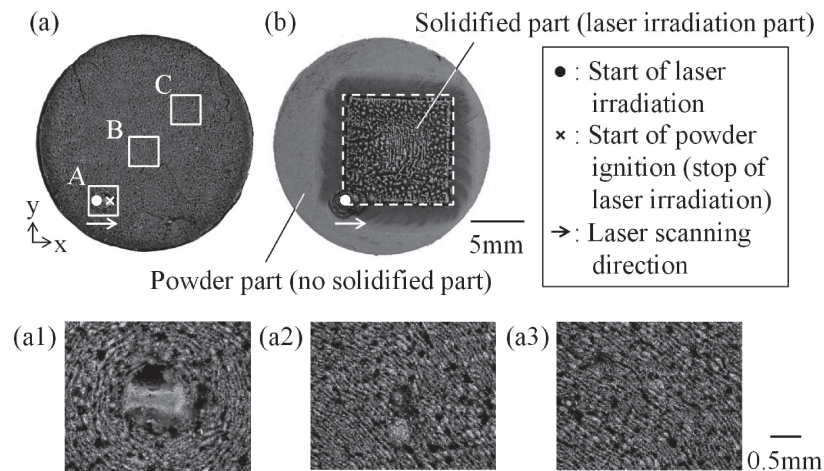 (a)
(b)
Solidified part (laser irradiation part)
C
B
A
y
x
5mm
Powder part (no solidified part)
● : Start of laser
irradiation
× : Start of powder
ignition (stop of
laser irradiation)
→ : Laser scanning
direction
(a1)
(a2)
(a3)
0.5mm